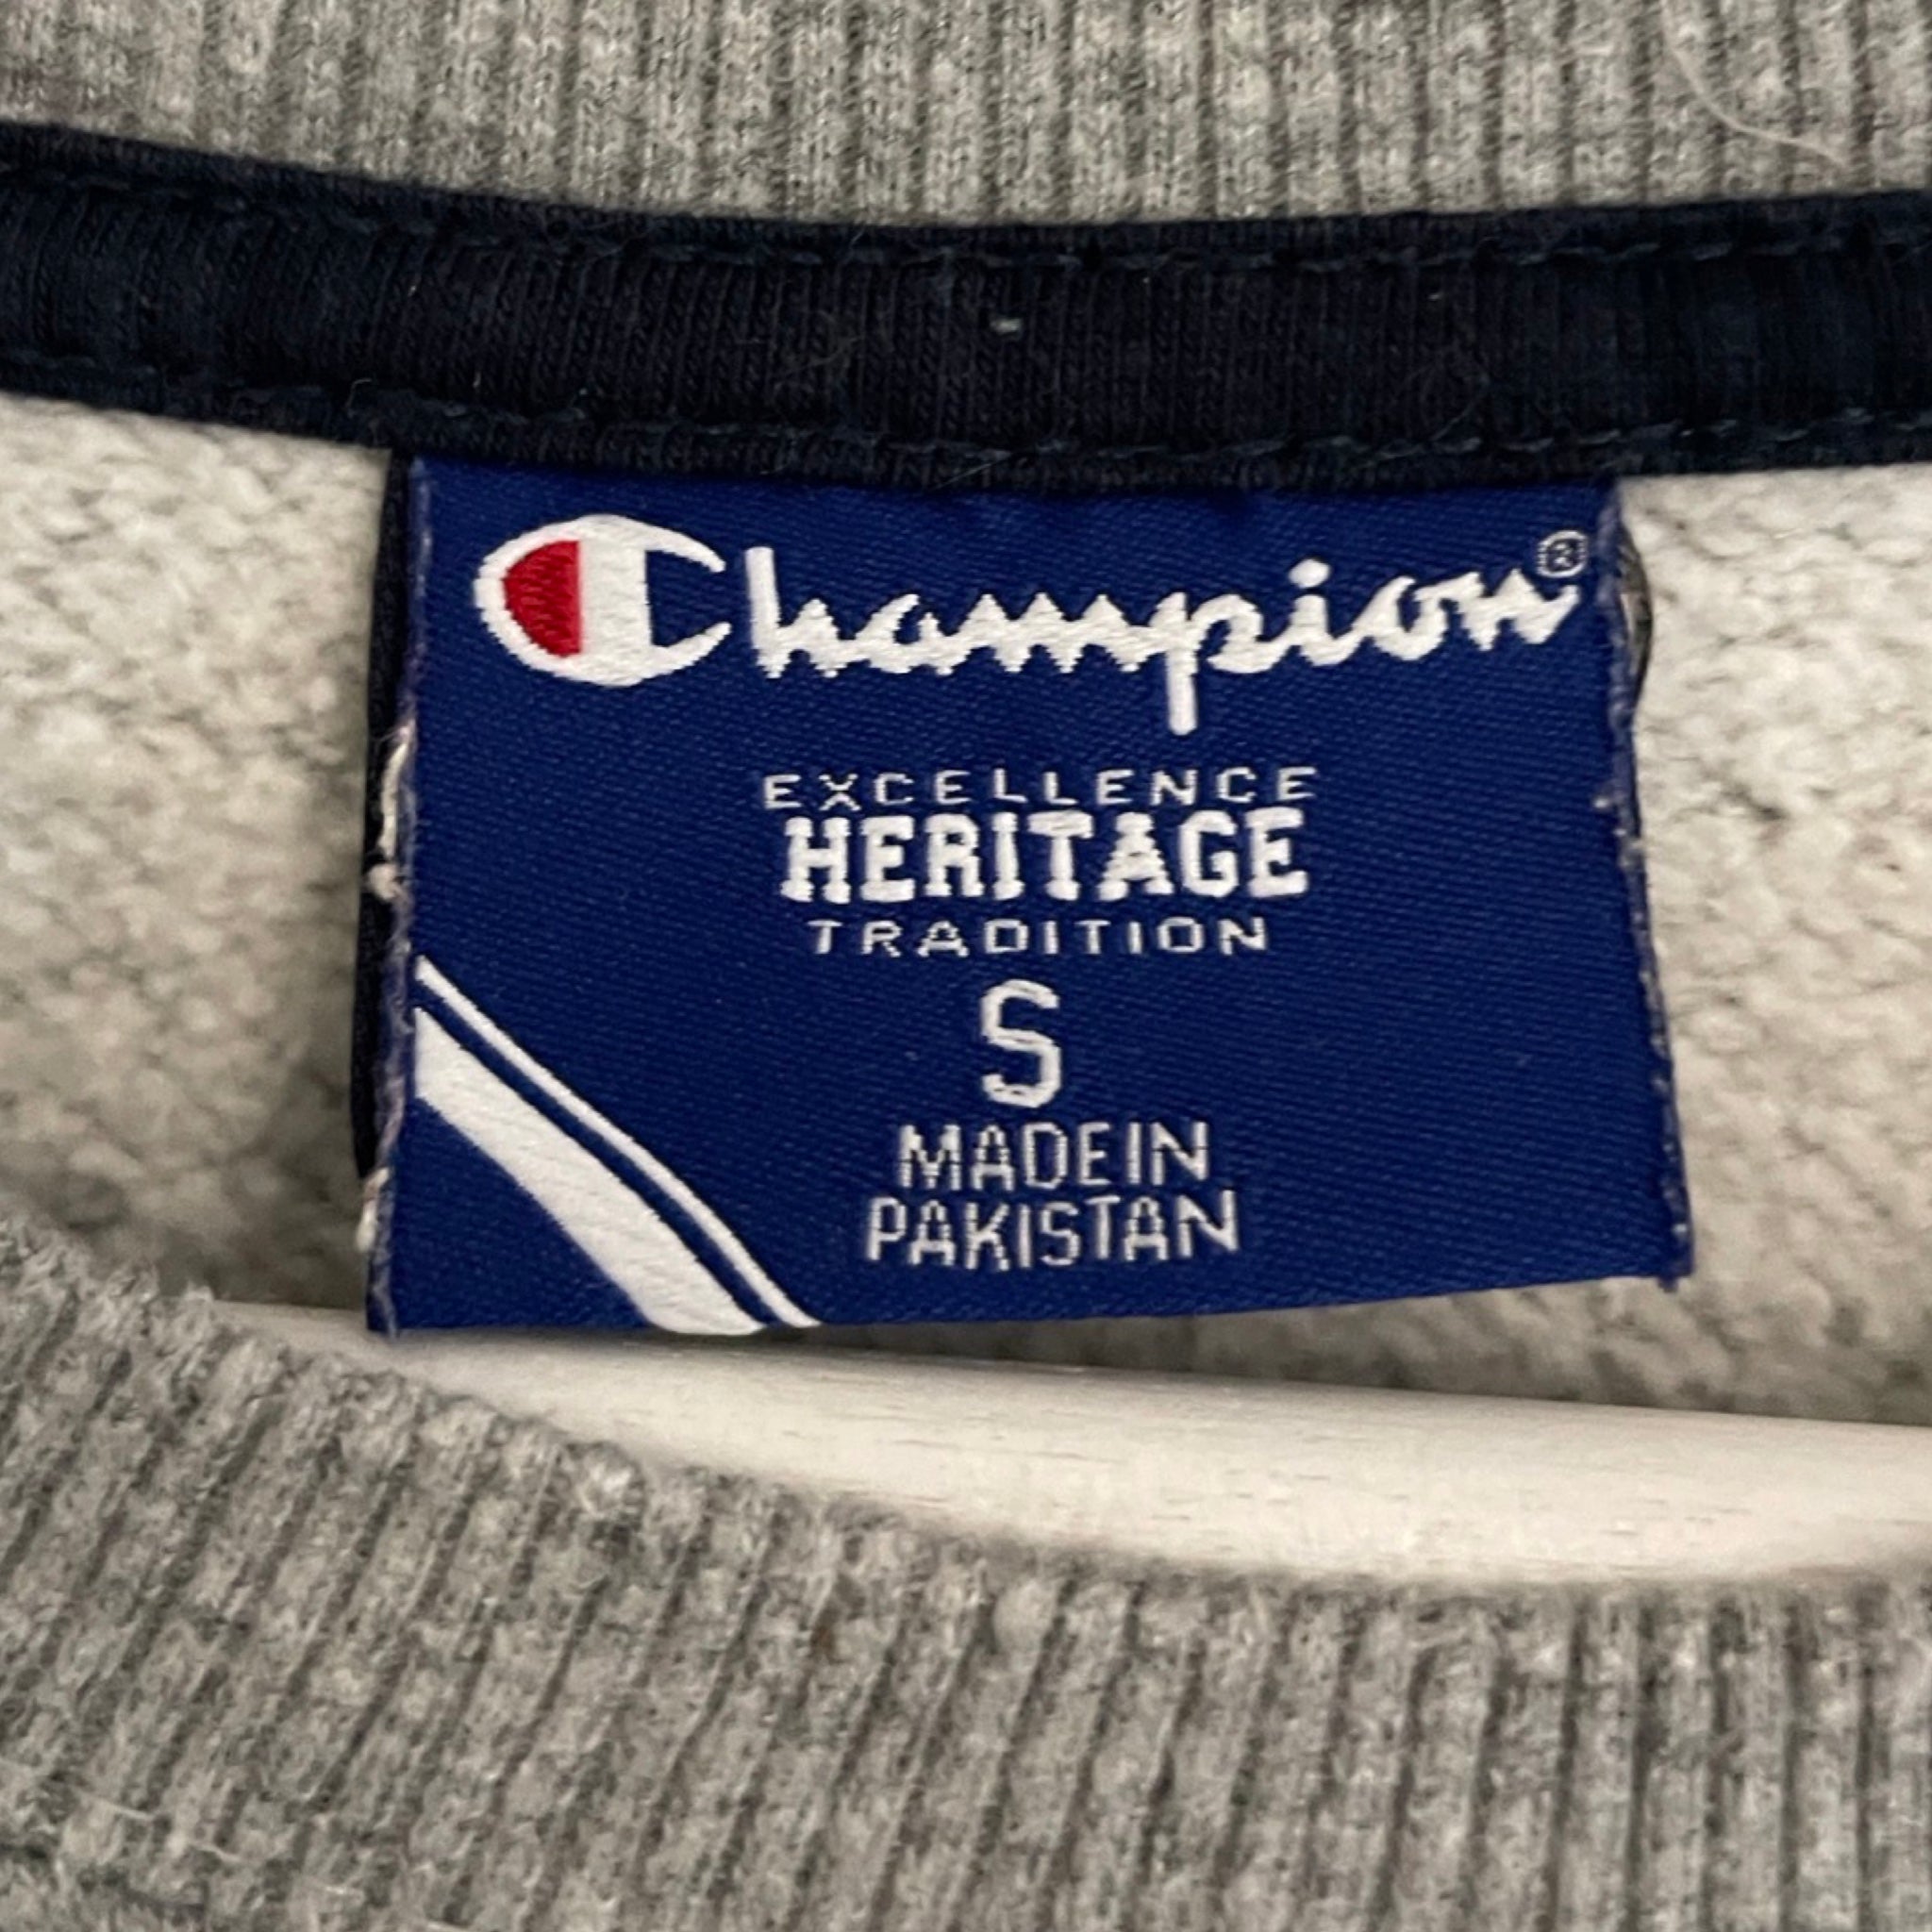 Champion®
EXCELLENCE
HERITAGE
TRADITION
S
MADE IN
PAKISTAN